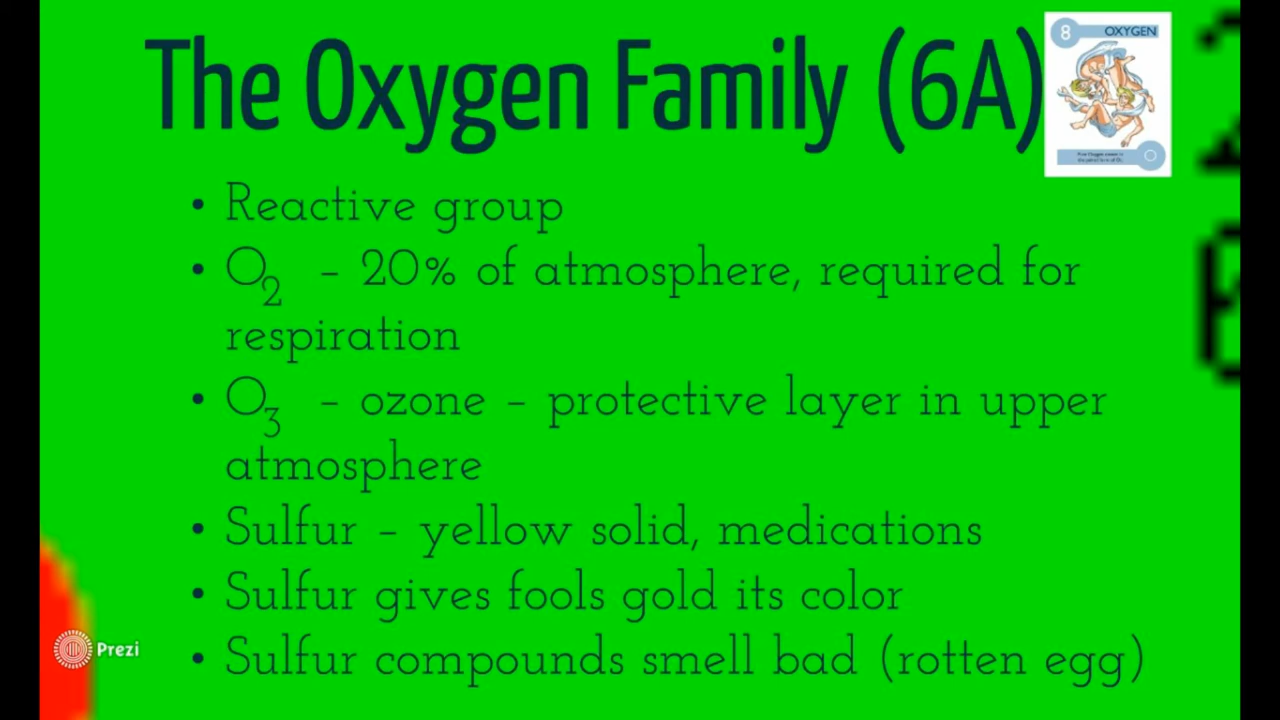 The Oxygen Family (6A)
8 OXYGEN
• Reactive group
• O₂ – 20% of atmosphere, required for
respiration
• O₃ – ozone – protective layer in upper
atmosphere
• Sulfur – yellow solid, medications
• Sulfur gives fools gold its color
• Sulfur compounds smell bad (rotten egg)
Prezi